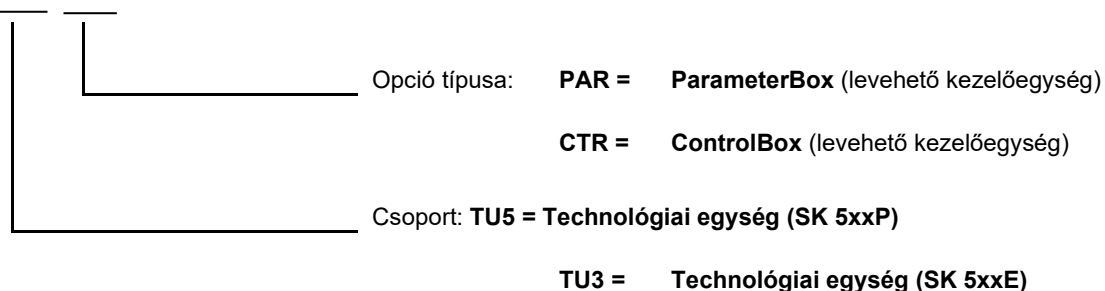 Opció típusa: PAR = ParameterBox (levehető kezelőegység)
CTR = ControlBox (levehető kezelőegység)
Csoport: TU5 = Technológiai egység (SK 5xxP)
TU3 = Technológiai egység (SK 5xxE)